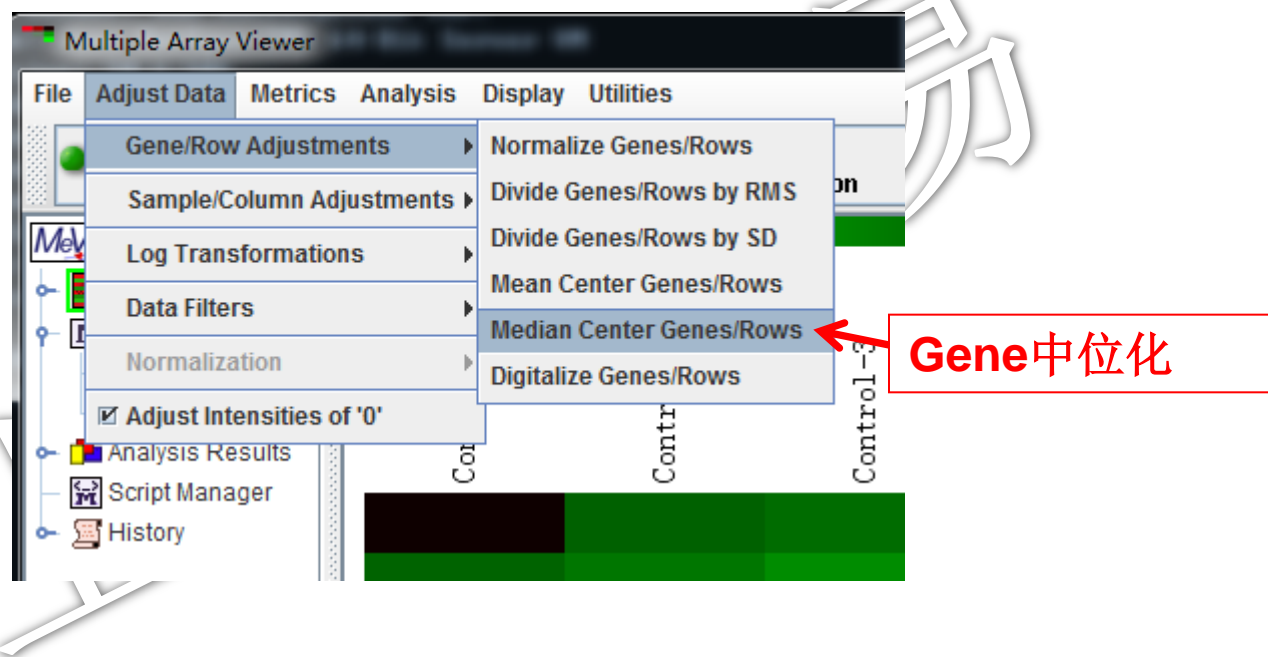 Multiple Array Viewer
File Adjust Data Metrics Analysis Display Utilities
Gene/Row Adjustments
Sample/Column Adjustments
Log Transformations
Data Filters
Normalization
Adjust Intensities of '0'
Normalize Genes/Rows
Divide Genes/Rows by RMS
Divide Genes/Rows by SD
Mean Center Genes/Rows
Median Center Genes/Rows
Digitalize Genes/Rows
Gene中位化
MeV
Analysis Results
Script Manager
History
Control-3
易